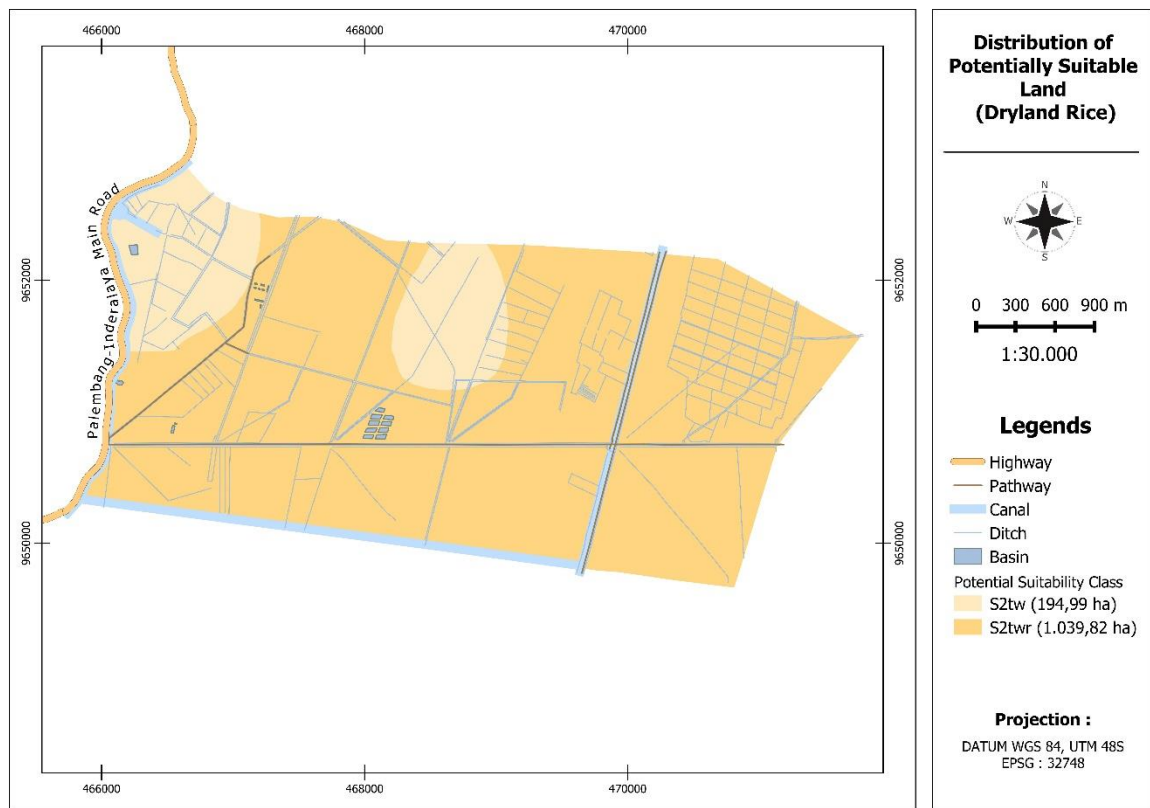 466000
468000
470000
9652000
9652000
9650000
9650000
466000
468000
470000
Palembang-Inderalaya Main Road
Distribution of
Potentially Suitable
Land
(Dryland Rice)
N
W
E
S
0 300 600 900 m
1:30.000
Legends
Highway
Pathway
Canal
Ditch
Basin
Potential Suitability Class
S2tw (194,99 ha)
S2twr (1.039,82 ha)
Projection :
DATUM WGS 84, UTM 48S
EPSG : 32748